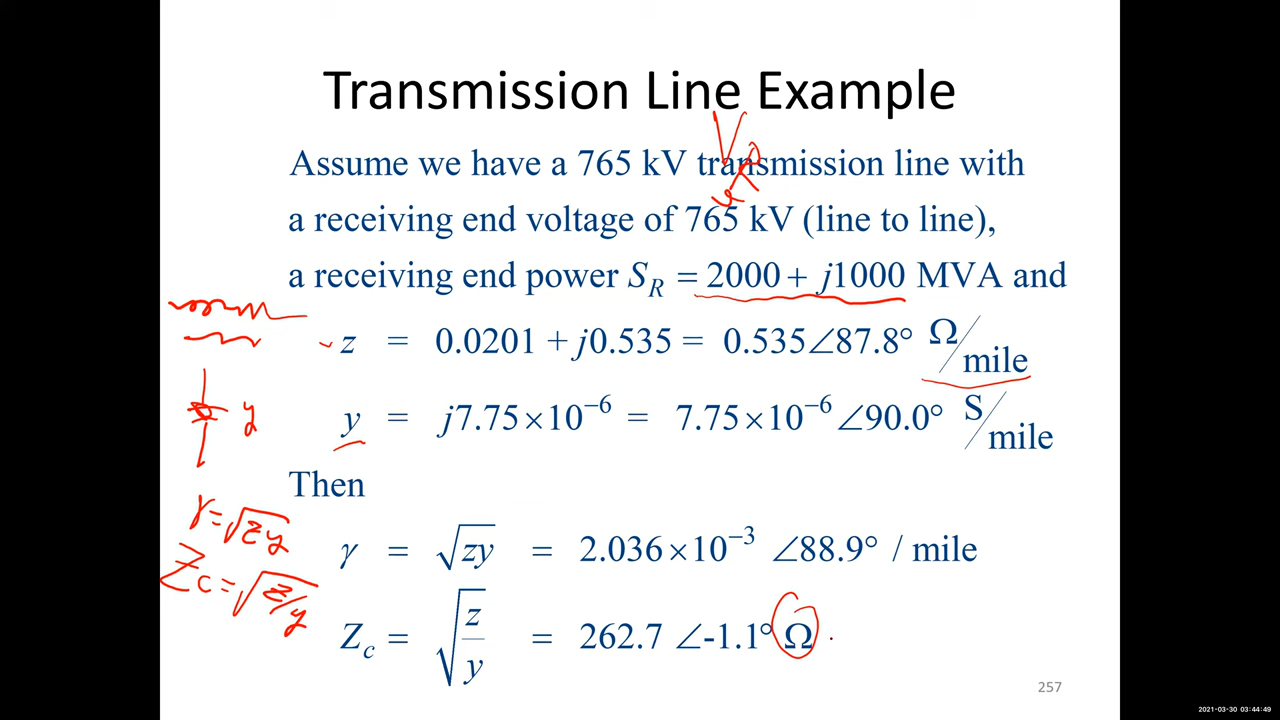 Transmission Line Example
Assume we have a 765 kV transmission line with
a receiving end voltage of 765 kV (line to line),
a receiving end power S_R = 2000 + j1000 MVA and
z = 0.0201 + j0.535 = 0.535∠87.8° Ω/mile
y = j7.75×10⁻⁶ = 7.75×10⁻⁶ ∠90.0° S/mile
y
Then
γ = √zy = 2.036×10⁻³ ∠88.9° / mile
γ = √zy
Z_c = √(z/y) = 262.7 ∠-1.1° Ω
Zc = √z/y
257
2021-03-30 03:44:49